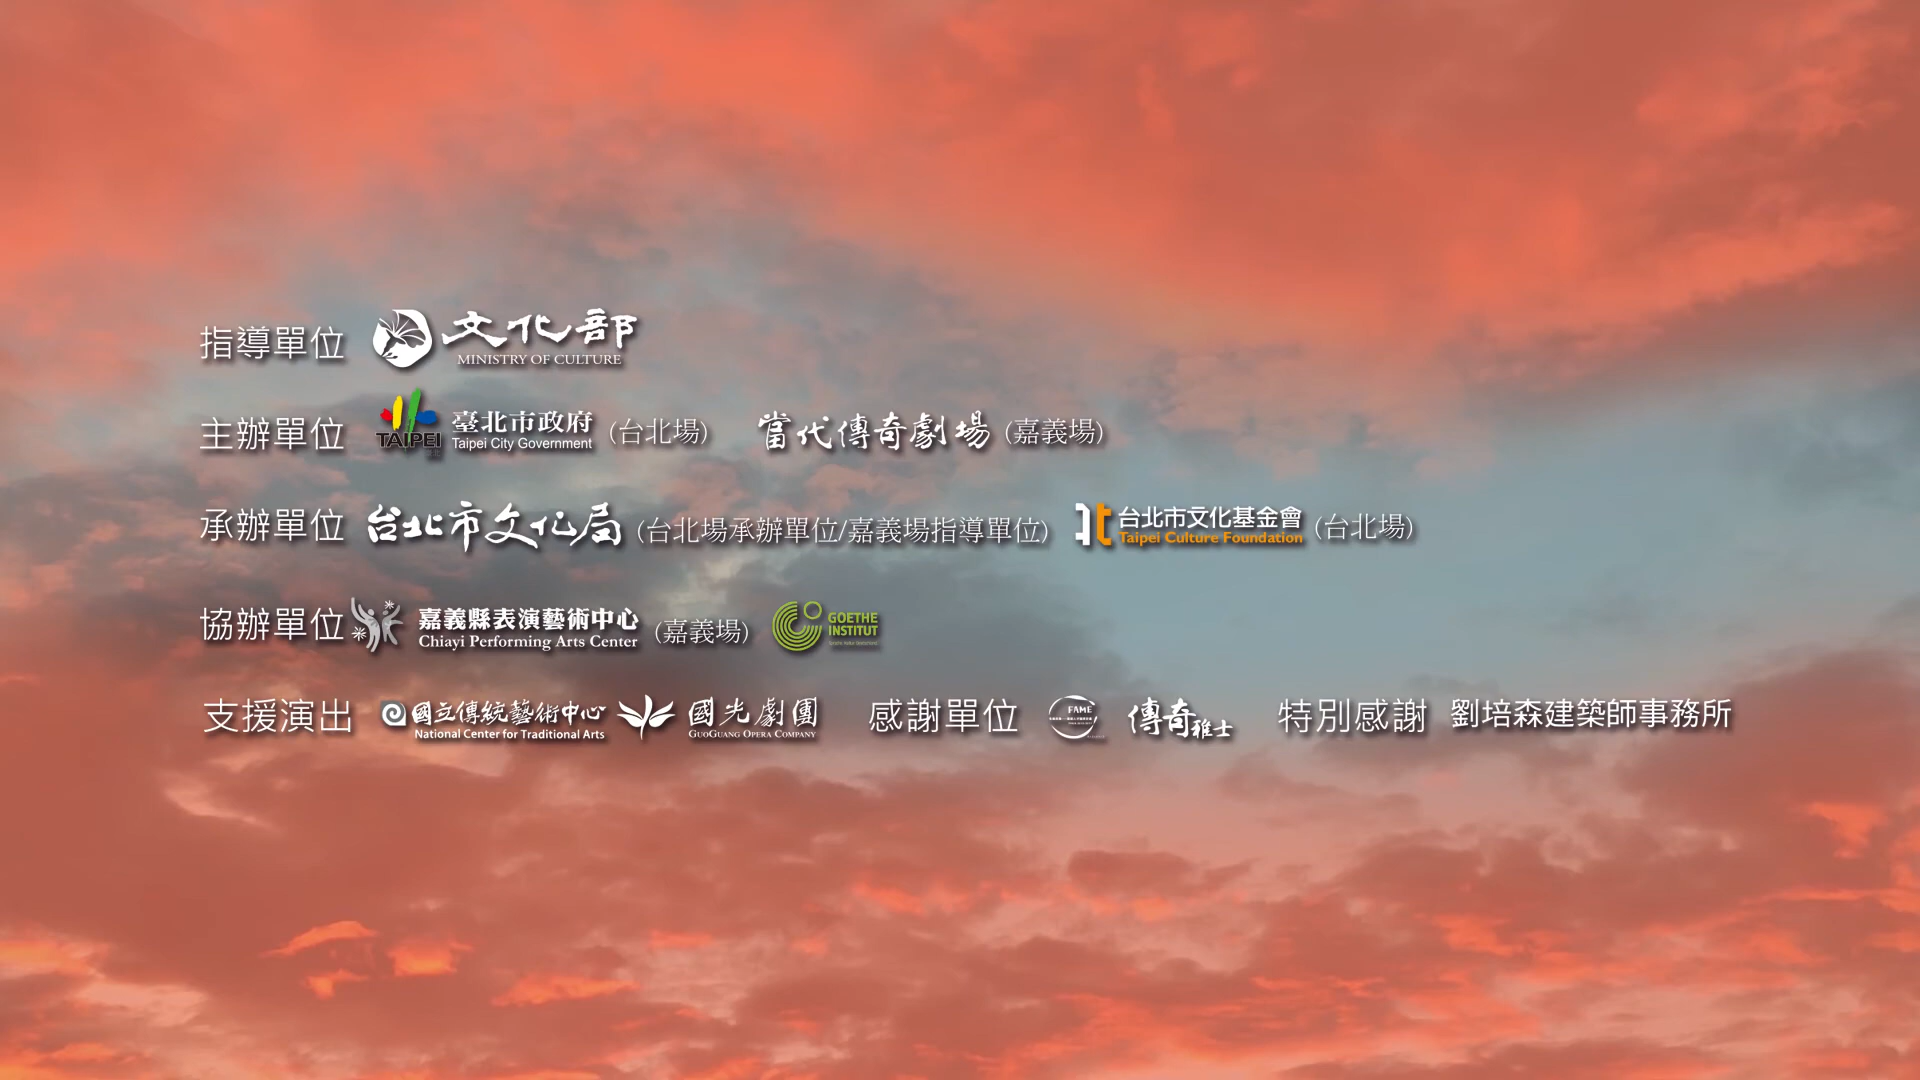 指導單位 文化部 MINISTRY OF CULTURE
主辦單位 TAIPEI 臺北市政府 Taipei City Government (台北場) 當代傳奇劇場 (嘉義場)
承辦單位 台北市文化局 (台北場承辦單位/嘉義場指導單位) 台北市文化基金會 Taipei Culture Foundation (台北場)
協辦單位 嘉義縣表演藝術中心 Chiayi Performing Arts Center (嘉義場) GOETHE INSTITUT
支援演出 國立傳統藝術中心 National Center for Traditional Arts 國光劇團 GUOGUANG OPERA COMPANY 感謝單位 FAME 傳奇雅士 特別感謝 劉培森建築師事務所